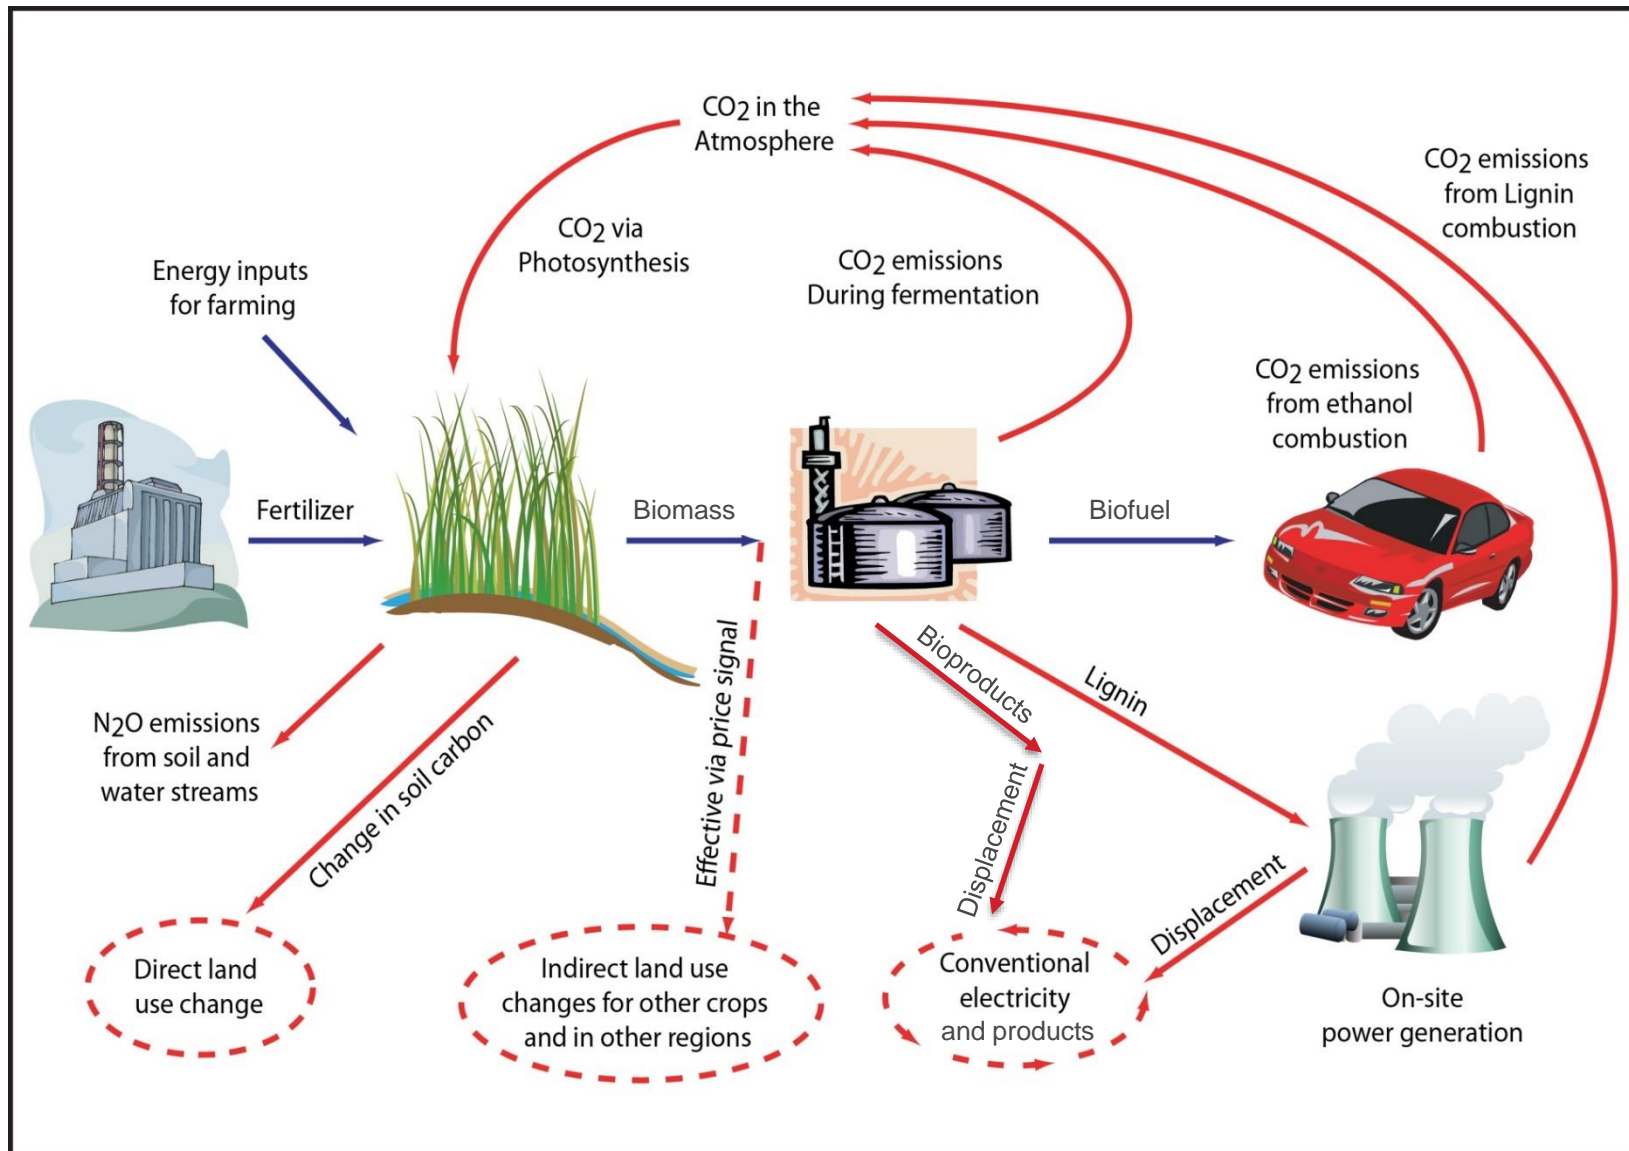 CO2 in the
Atmosphere
CO2 emissions
from Lignin
combustion
CO2 via
Photosynthesis
CO2 emissions
During fermentation
Energy inputs
for farming
CO2 emissions
from ethanol
combustion
Fertilizer
Biomass
Biofuel
Bioproducts
Lignin
Effective via price signal
N2O emissions
from soil and
water streams
Change in soil carbon
Displacement
Displacement
Direct land
use change
Indirect land use
changes for other crops
and in other regions
Conventional
electricity
and products
On-site
power generation